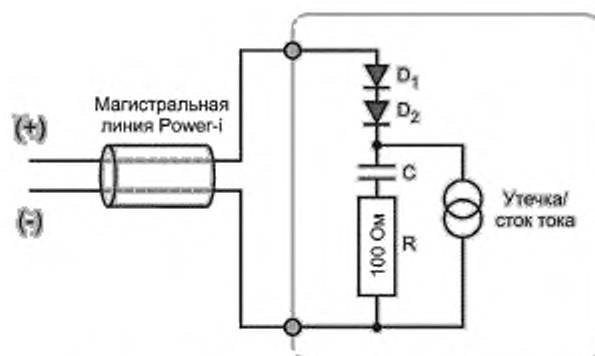 Магистральная
линия Power-i
(+)
(-)
D1
D2
C
100 Ом
R
Утечка/
сток тока